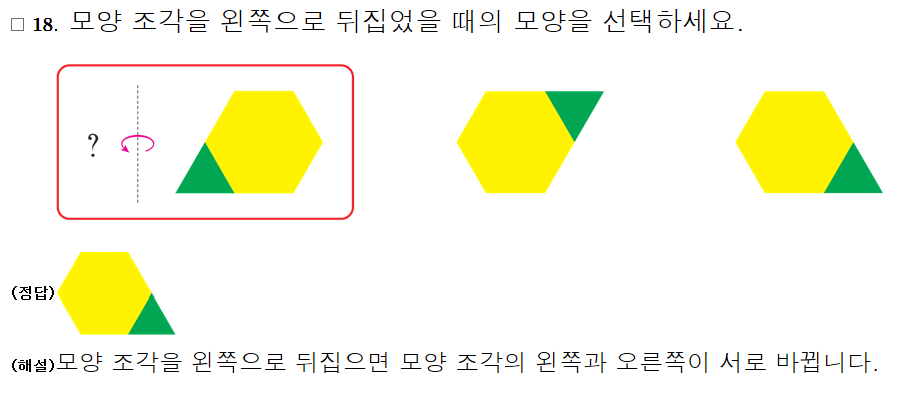 □ 18. 모양 조각을 왼쪽으로 뒤집었을 때의 모양을 선택하세요.
?
(정답)
(해설)모양 조각을 왼쪽으로 뒤집으면 모양 조각의 왼쪽과 오른쪽이 서로 바뀝니다.